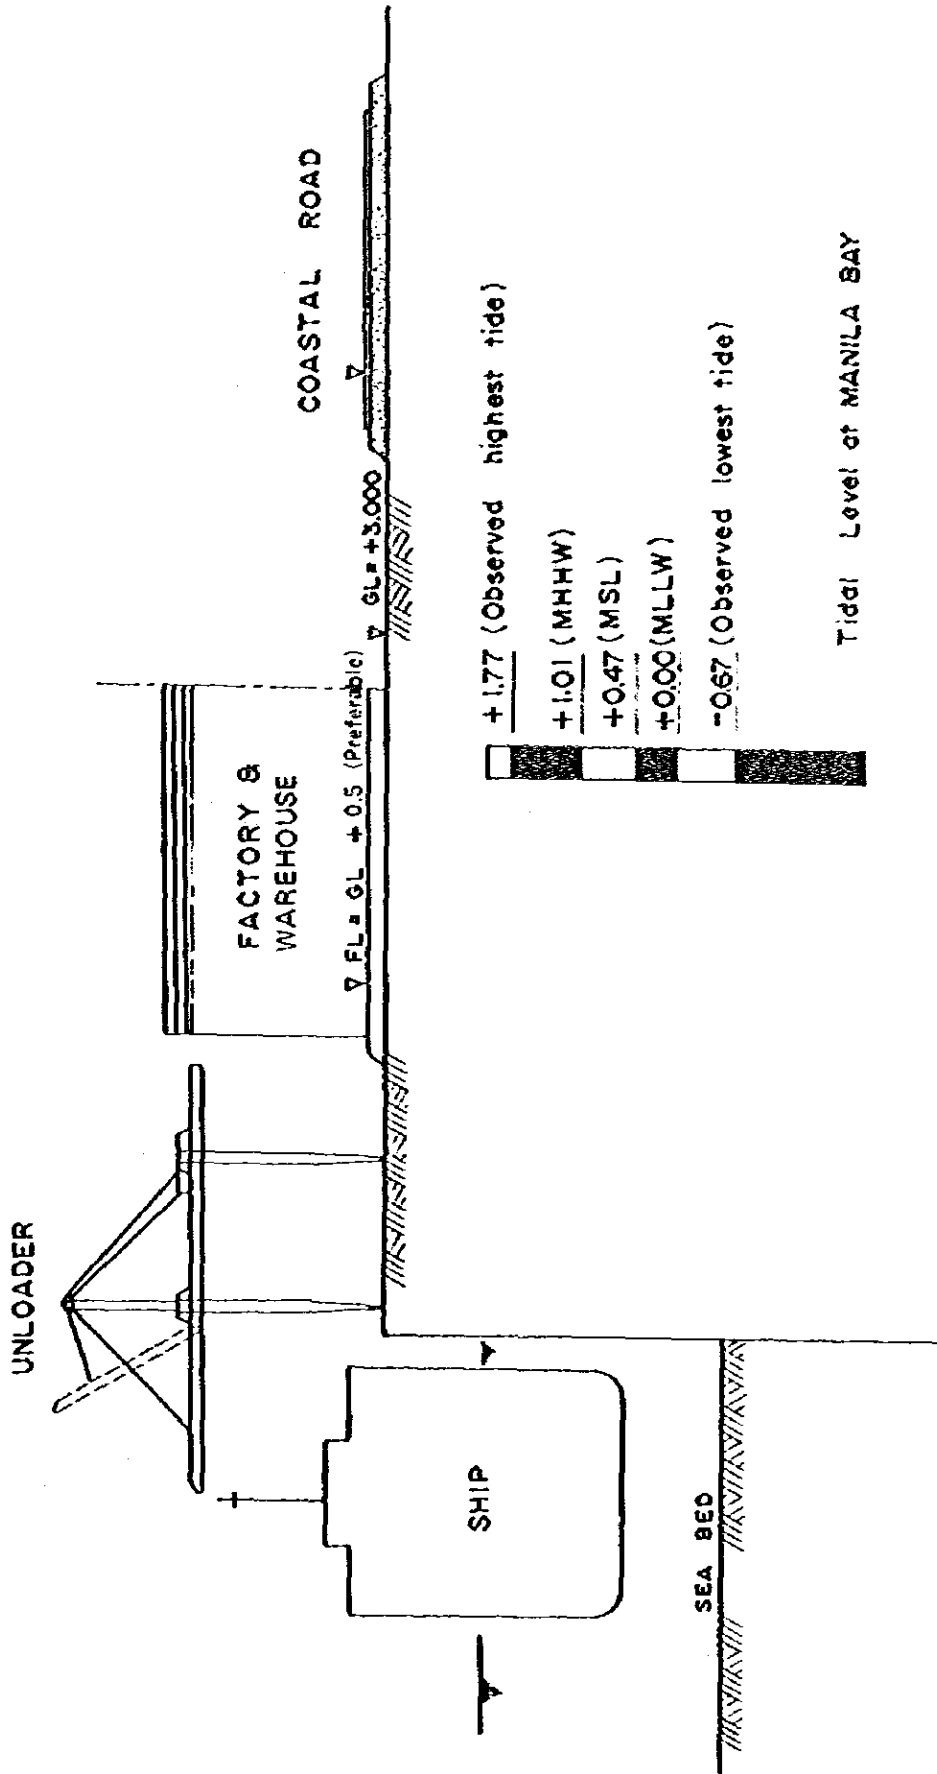 UNLOADER
FACTORY &
WAREHOUSE
COASTAL ROAD
FL = GL + 0.5 (Preferable)
GL = +3.000
SHIP
SEA BED
+1.77 (Observed highest tide)
+1.01 (MHHW)
+0.47 (MSL)
+0.00 (MLLW)
-0.67 (Observed lowest tide)
Tidal Level at MANILA BAY